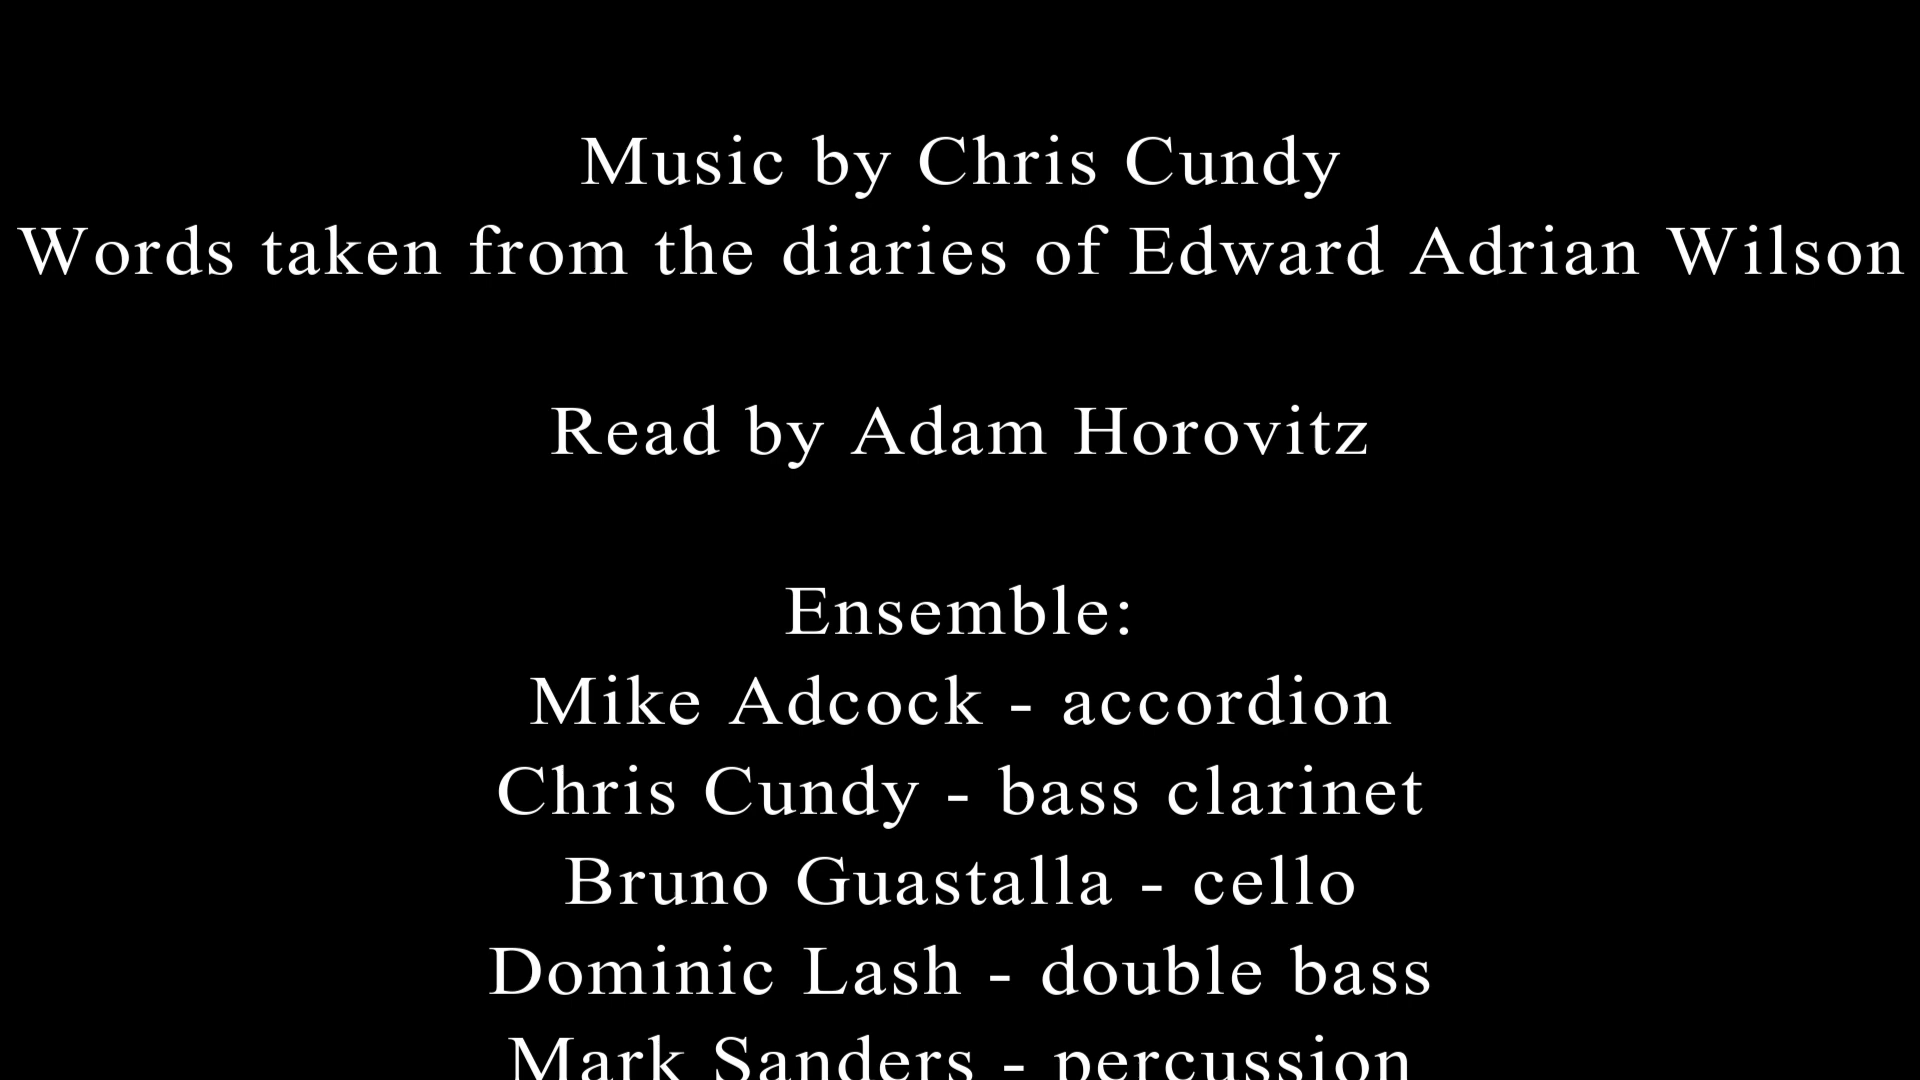 Music by Chris Cundy
Words taken from the diaries of Edward Adrian Wilson
Read by Adam Horovitz
Ensemble:
Mike Adcock - accordion
Chris Cundy - bass clarinet
Bruno Guastalla - cello
Dominic Lash - double bass
Mark Sanders - percussion